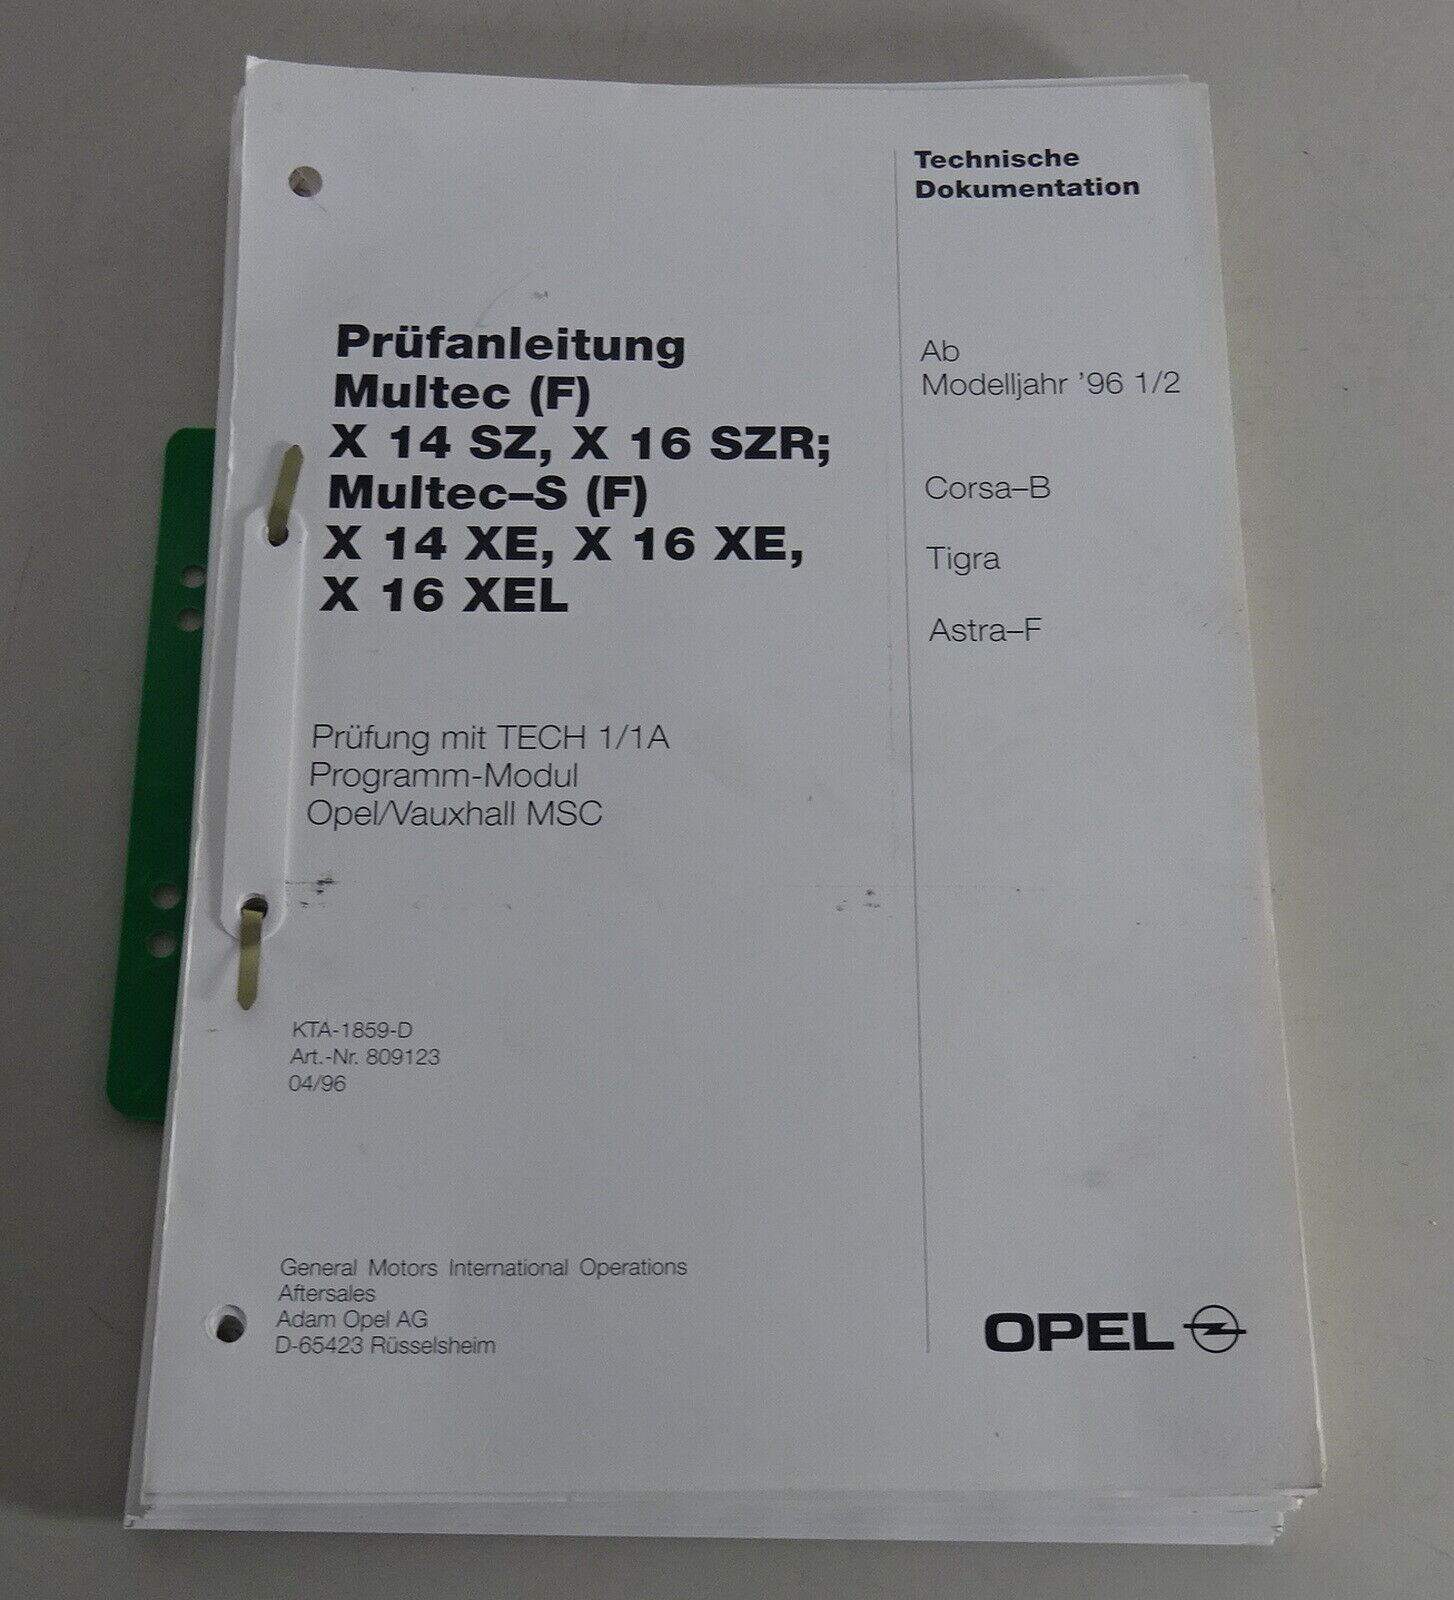 Technische
Dokumentation
Prüfanleitung
Multec (F)
X 14 SZ, X 16 SZR;
Multec–S (F)
X 14 XE, X 16 XE,
X 16 XEL
Ab
Modelljahr '96 1/2
Corsa–B
Tigra
Astra–F
Prüfung mit TECH 1/1A
Programm-Modul
Opel/Vauxhall MSC
KTA-1859-D
Art.-Nr. 809123
04/96
General Motors International Operations
Aftersales
Adam Opel AG
D-65423 Rüsselsheim
OPEL